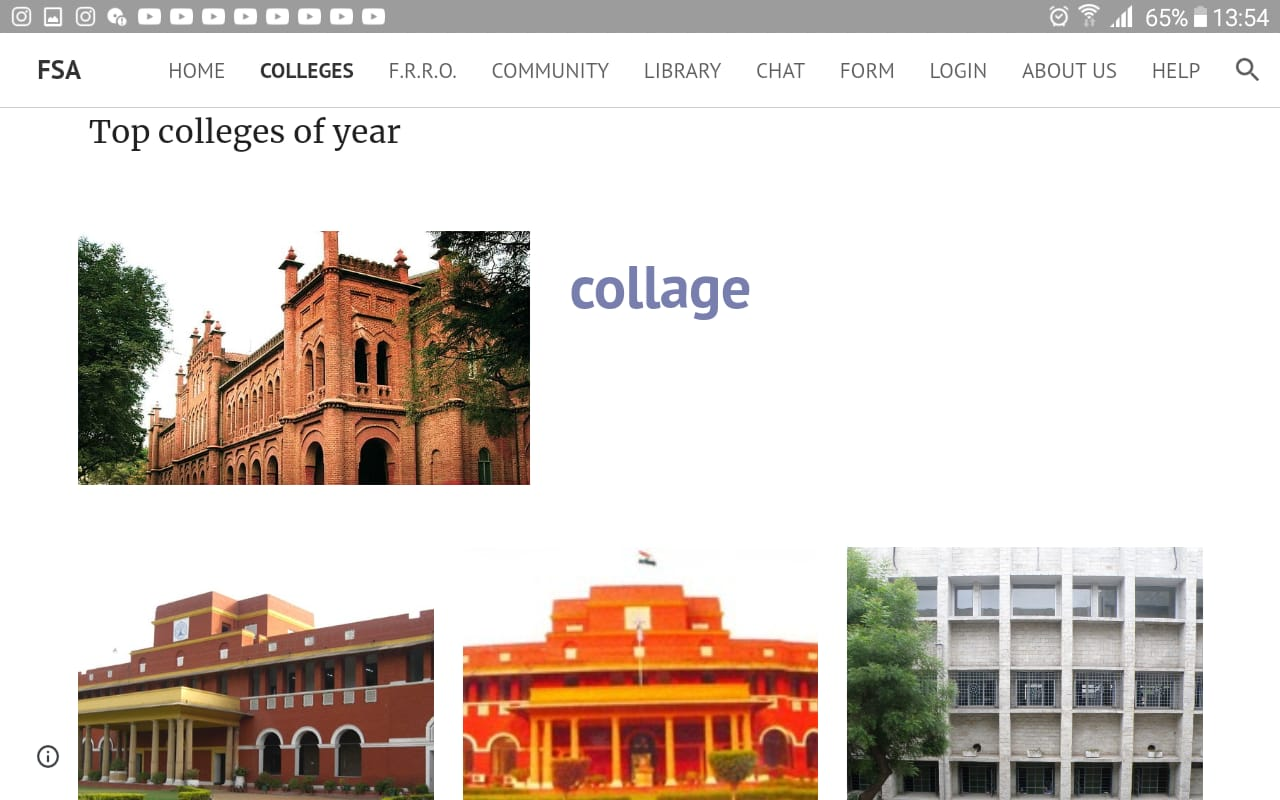 65% 13:54
FSA HOME COLLEGES F.R.R.O. COMMUNITY LIBRARY CHAT FORM LOGIN ABOUT US HELP
Top colleges of year
collage